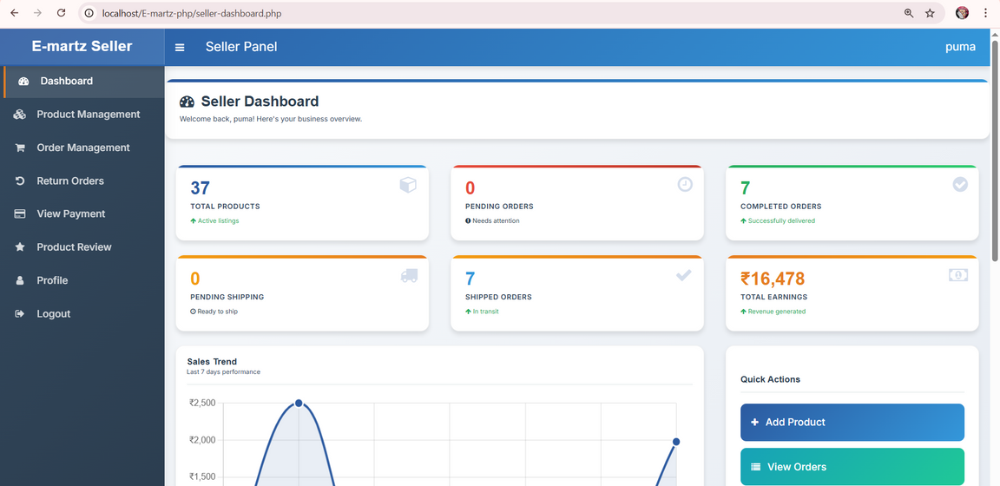 localhost/E-martz-php/seller-dashboard.php
E-martz Seller
Seller Panel
puma
Dashboard
Product Management
Order Management
Return Orders
View Payment
Product Review
Profile
Logout
Seller Dashboard
Welcome back, puma! Here's your business overview.
37
TOTAL PRODUCTS
Active listings
0
PENDING ORDERS
Needs attention
7
COMPLETED ORDERS
Successfully delivered
0
PENDING SHIPPING
Ready to ship
7
SHIPPED ORDERS
In transit
₹16,478
TOTAL EARNINGS
Revenue generated
Sales Trend
Last 7 days performance
₹2,500
₹2,000
₹1,500
Quick Actions
Add Product
View Orders